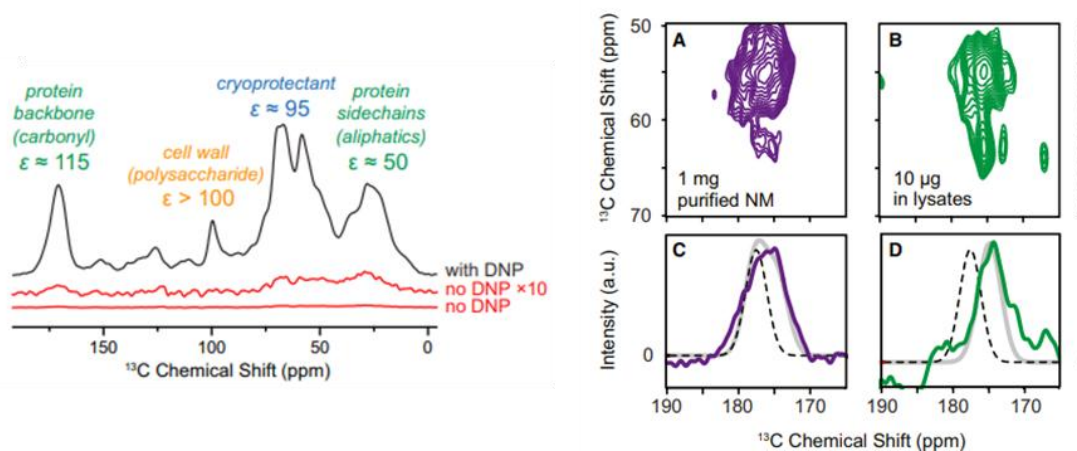 protein
backbone
(carbonyl)
ε ≈ 115
cell wall
(polysaccharide)
ε > 100
cryoprotectant
ε ≈ 95
protein
sidechains
(aliphatics)
ε ≈ 50
with DNP
no DNP ×10
no DNP
150 100 50 0
¹³C Chemical Shift (ppm)
¹³C Chemical Shift (ppm)
50
60
70
A
1 mg
purified NM
B
10 µg
in lysates
Intensity (a.u.)
0
C
D
190 180 170 190 180 170
¹³C Chemical Shift (ppm)